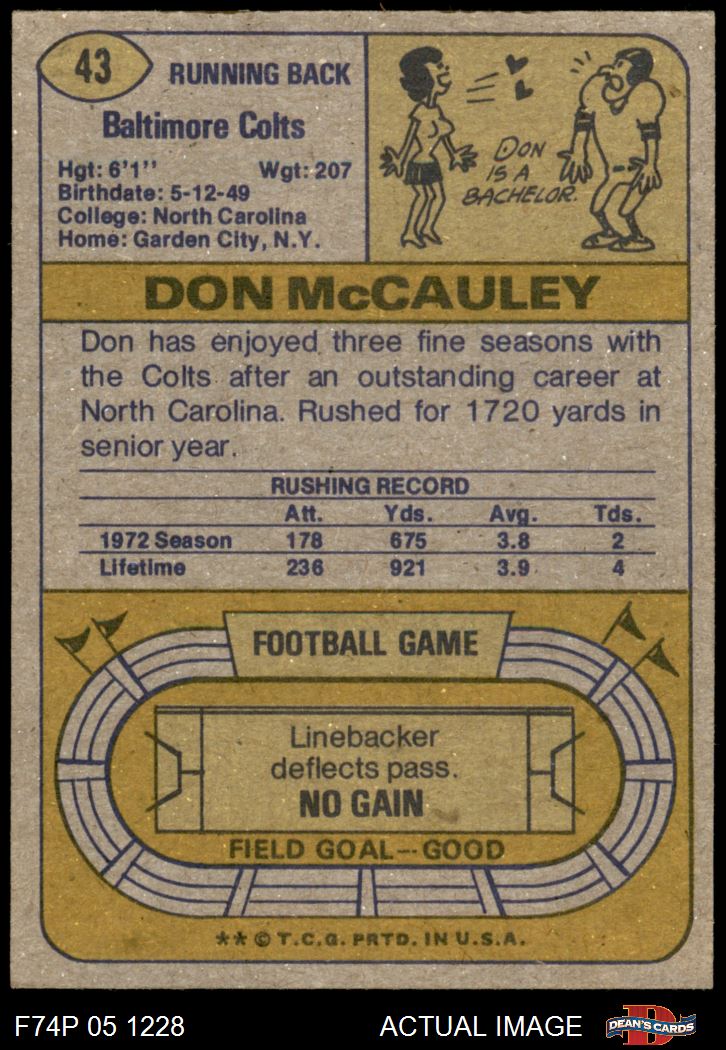 43
RUNNING BACK
Baltimore Colts
Hgt: 6'1'' Wgt: 207
Birthdate: 5-12-49
College: North Carolina
Home: Garden City, N.Y.
DON IS A BACHELOR.
DON McCAULEY
Don has enjoyed three fine seasons with
the Colts after an outstanding career at
North Carolina. Rushed for 1720 yards in
senior year.
RUSHING RECORD
Att. Yds. Avg. Tds.
1972 Season 178 675 3.8 2
Lifetime 236 921 3.9 4
FOOTBALL GAME
Linebacker
deflects pass.
NO GAIN
FIELD GOAL--GOOD
** © T.C.G. PRTD. IN U.S.A.
F74P 05 1228 ACTUAL IMAGE
D
DEAN'S CARDS